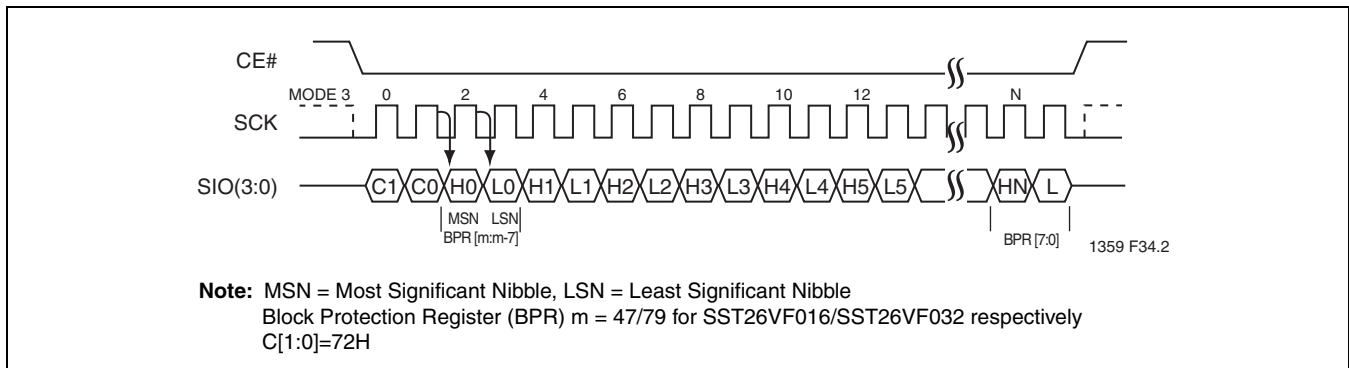 CE#
MODE 3 0 2 4 6 8 10 12 N
SCK
SIO(3:0) C1 C0 H0 L0 H1 L1 H2 L2 H3 L3 H4 L4 H5 L5 HN L
MSN LSN
BPR [m:m-7] BPR [7:0]
1359 F34.2
Note: MSN = Most Significant Nibble, LSN = Least Significant Nibble
Block Protection Register (BPR) m = 47/79 for SST26VF016/SST26VF032 respectively
C[1:0]=72H